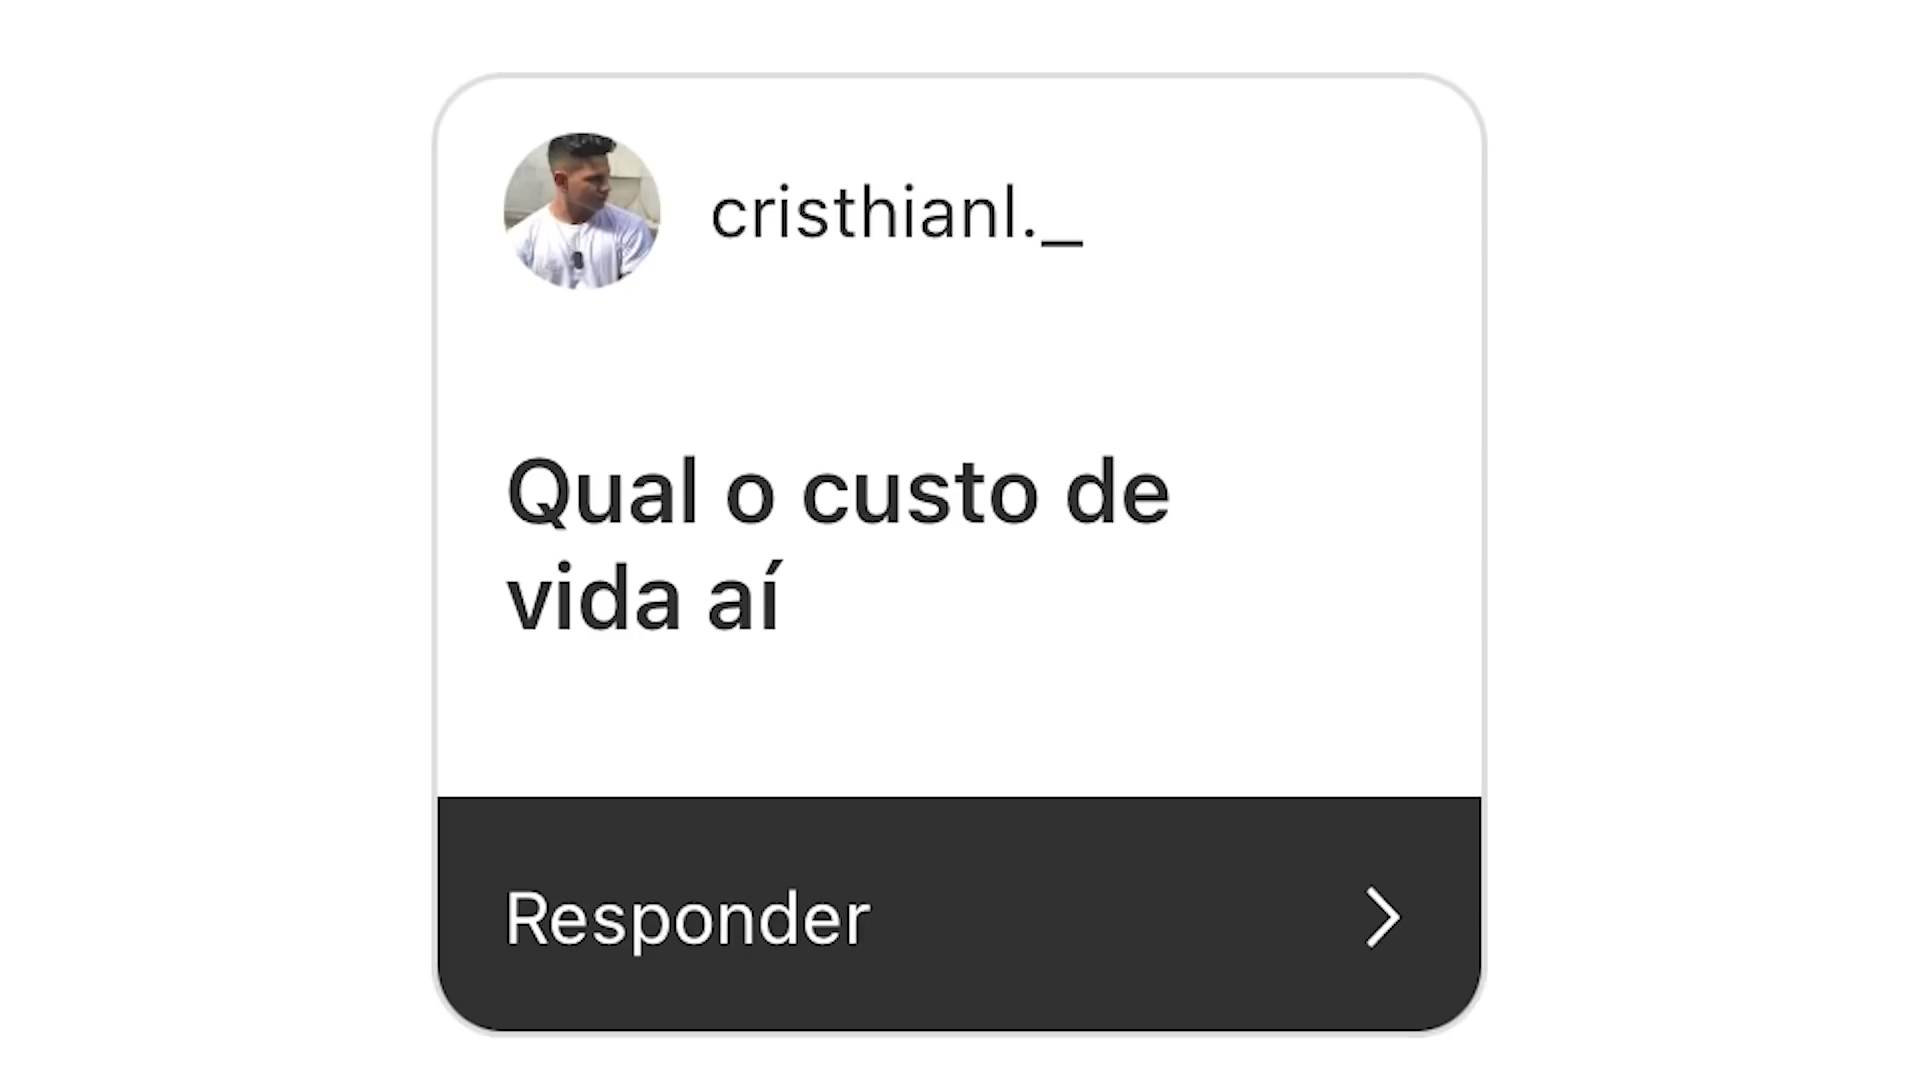 cristhianl._
Qual o custo de
vida aí
Responder